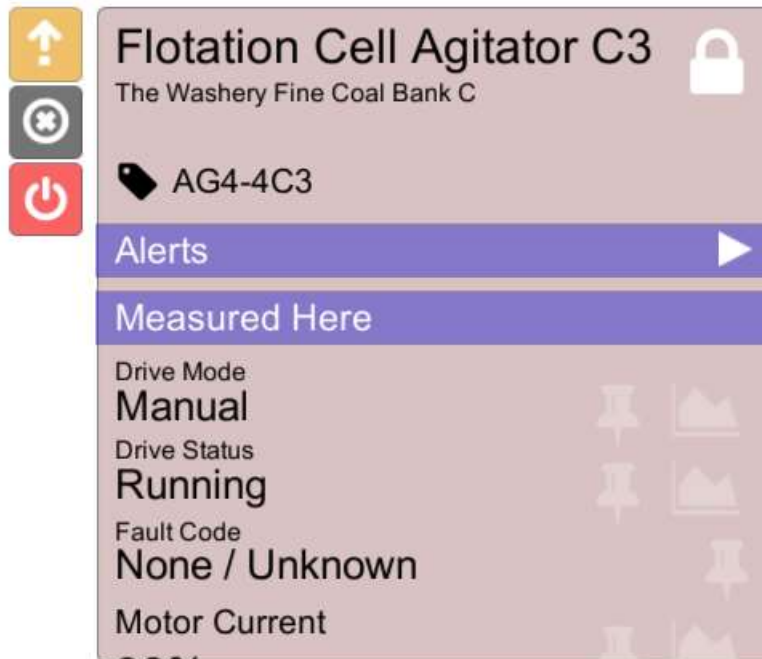 Flotation Cell Agitator C3
The Washery Fine Coal Bank C
AG4-4C3
Alerts
Measured Here
Drive Mode
Manual
Drive Status
Running
Fault Code
None / Unknown
Motor Current